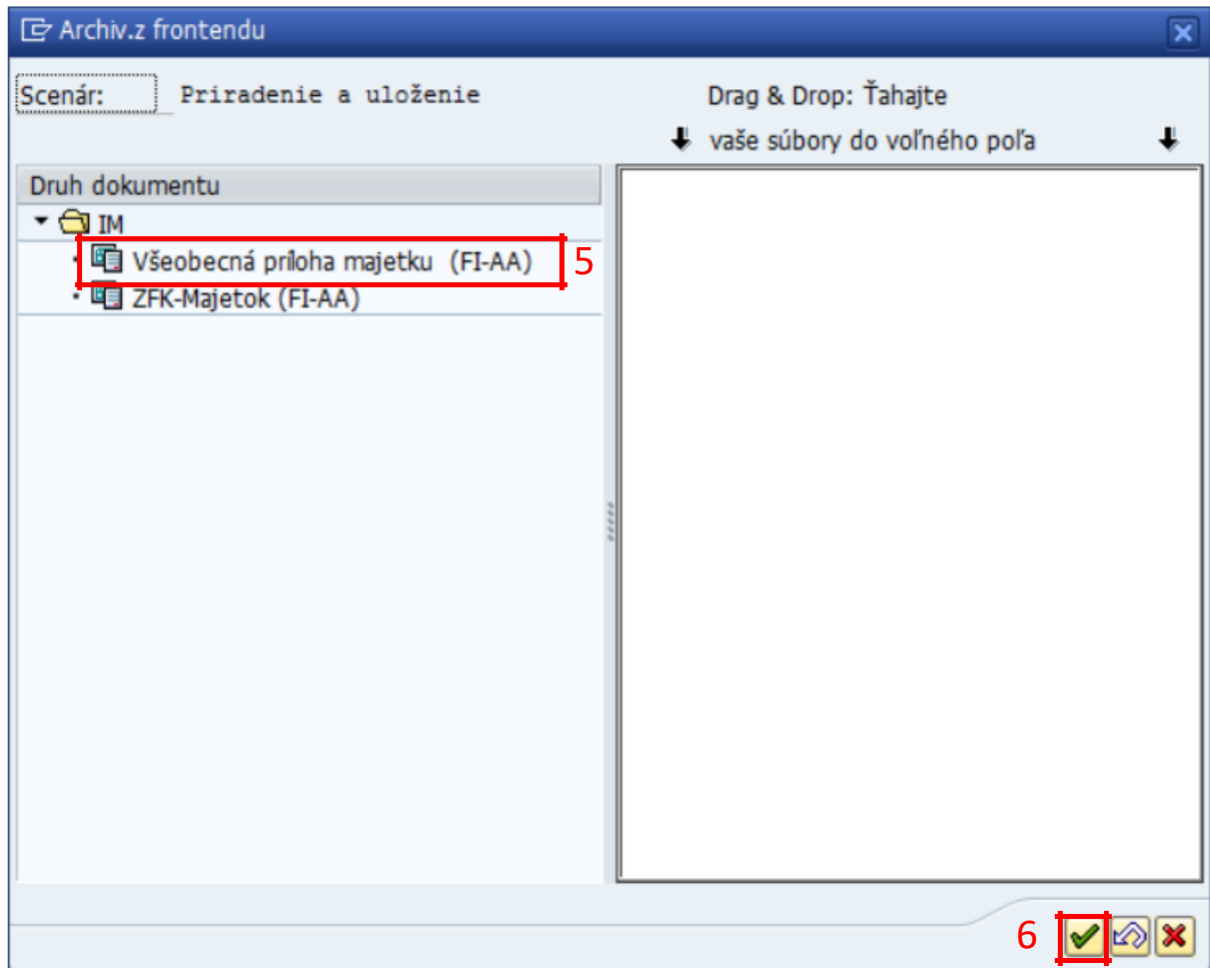 Archiv.z frontendu
Scenár: Priradenie a uloženie
Drag & Drop: Ťahajte
vaše súbory do voľného poľa
Druh dokumentu
IM
Všeobecná príloha majetku (FI-AA) 5
ZFK-Majetok (FI-AA)
6